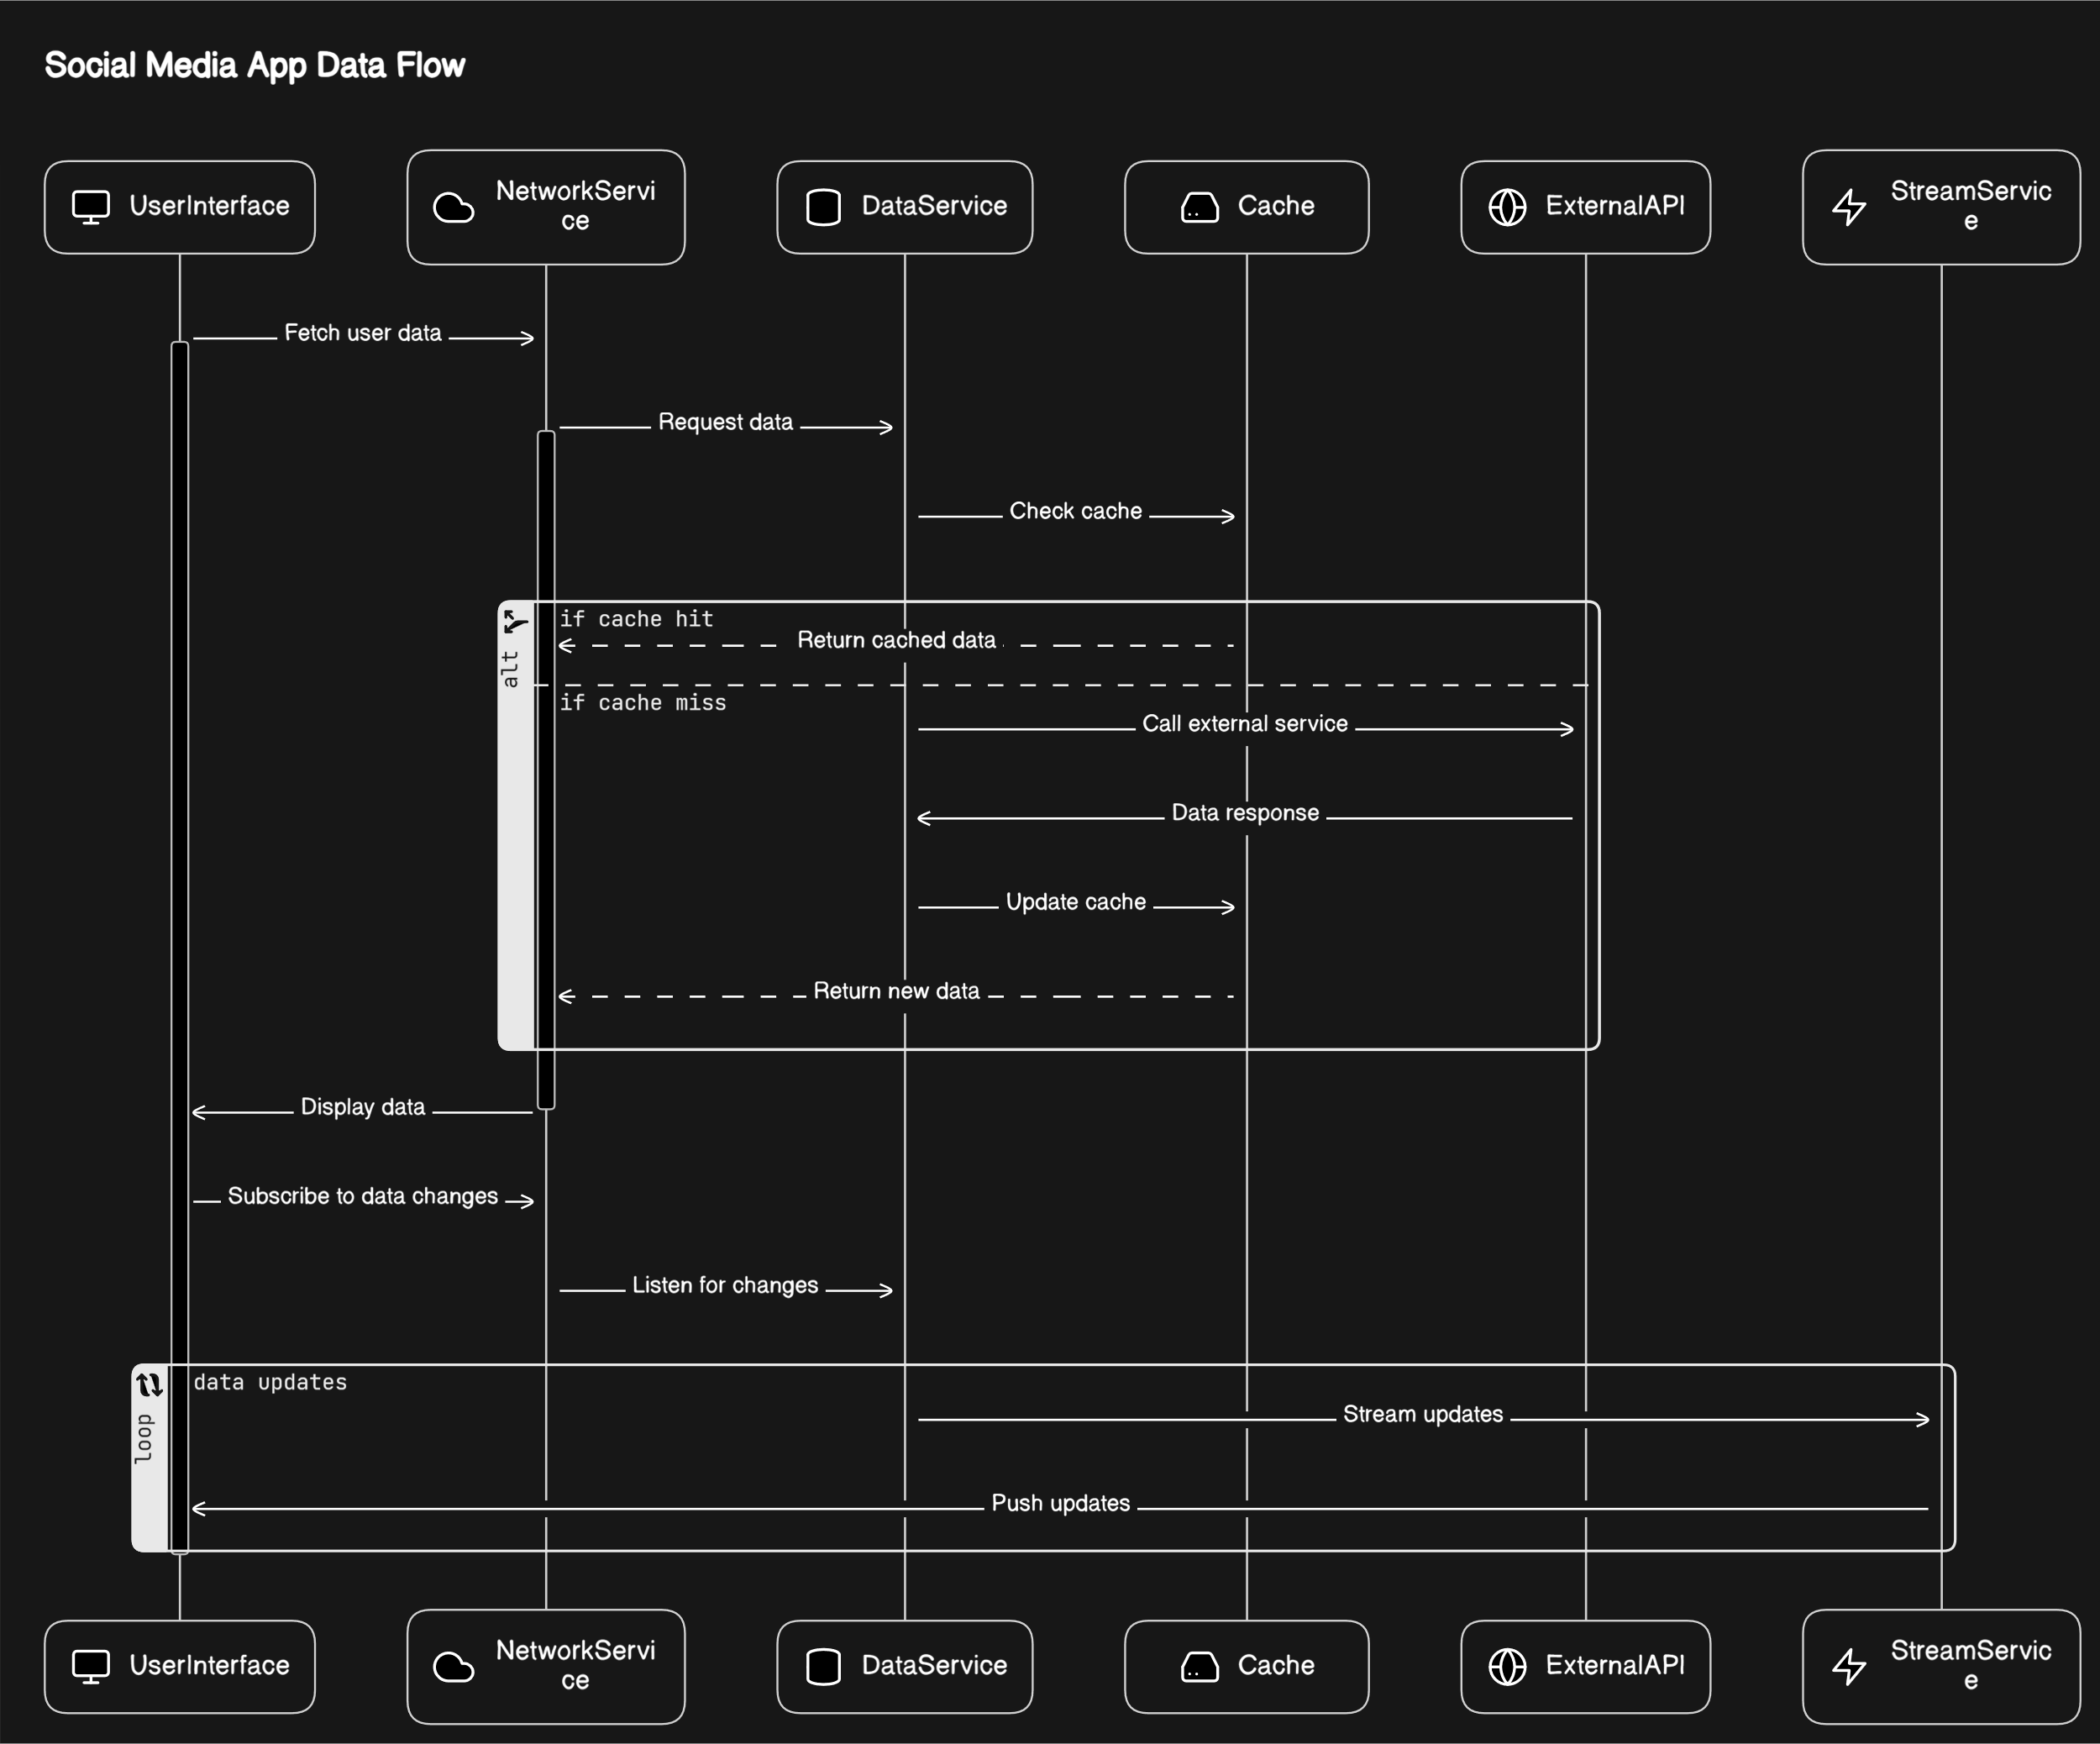 Social Media App Data Flow
UserInterface
NetworkServi
ce
DataService
Cache
ExternalAPI
StreamServic
e
Fetch user data
Request data
Check cache
alt
if cache hit
Return cached data
if cache miss
Call external service
Data response
Update cache
Return new data
Display data
Subscribe to data changes
Listen for changes
loop
data updates
Stream updates
Push updates
UserInterface
NetworkServi
ce
DataService
Cache
ExternalAPI
StreamServic
e